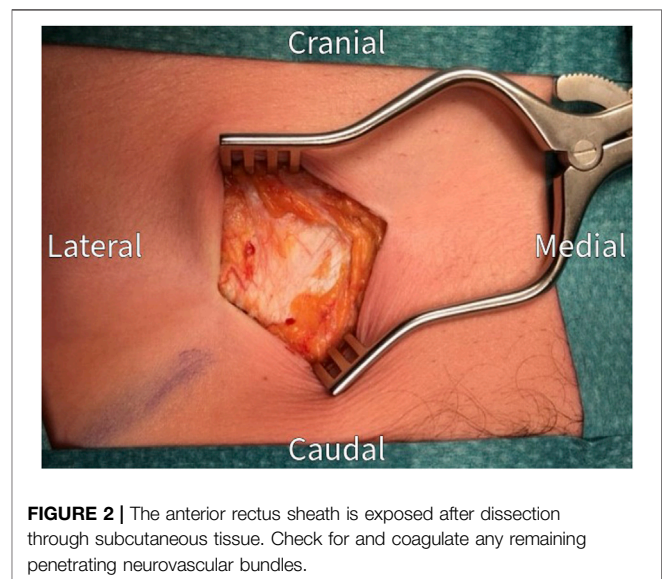 Cranial
Lateral
Medial
Caudal
FIGURE 2 | The anterior rectus sheath is exposed after dissection
through subcutaneous tissue. Check for and coagulate any remaining
penetrating neurovascular bundles.